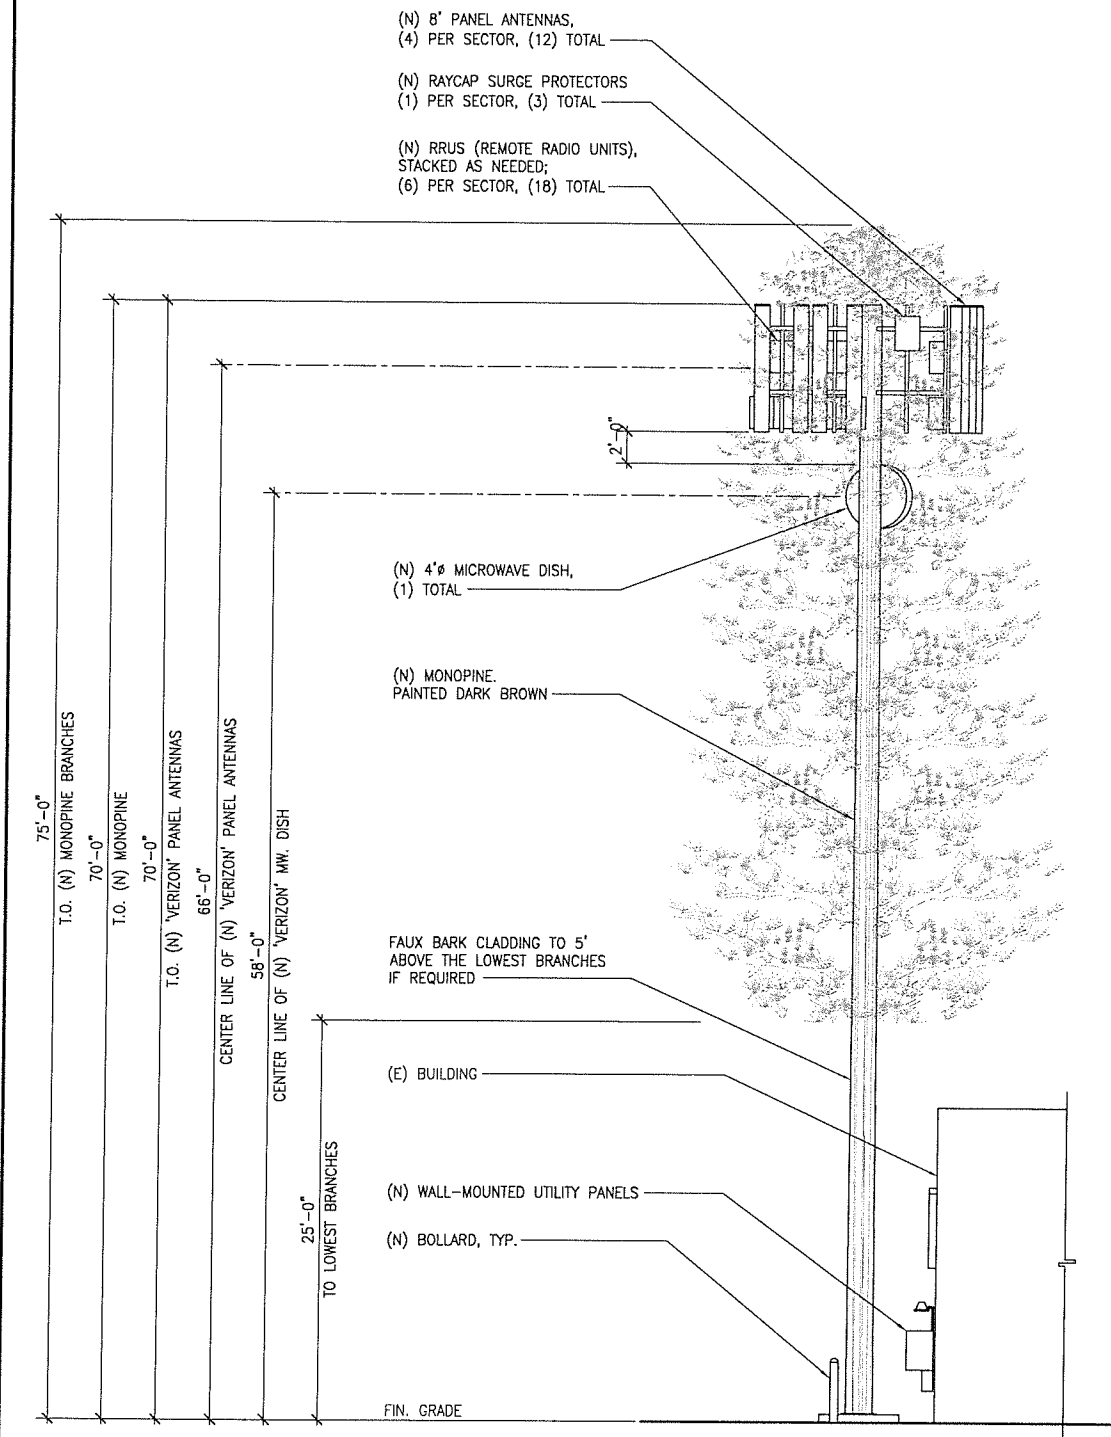 (N) 8' PANEL ANTENNAS,
(4) PER SECTOR, (12) TOTAL
(N) RAYCAP SURGE PROTECTORS
(1) PER SECTOR, (3) TOTAL
(N) RRUS (REMOTE RADIO UNITS),
STACKED AS NEEDED;
(6) PER SECTOR, (18) TOTAL
2'-0"
(N) 4'ø MICROWAVE DISH,
(1) TOTAL
(N) MONOPINE.
PAINTED DARK BROWN
75'-0"
T.O. (N) MONOPINE BRANCHES
70'-0"
T.O. (N) MONOPINE
70'-0"
T.O. (N) 'VERIZON' PANEL ANTENNAS
66'-0"
CENTER LINE OF (N) 'VERIZON' PANEL ANTENNAS
58'-0"
CENTER LINE OF (N) 'VERIZON' MW. DISH
FAUX BARK CLADDING TO 5'
ABOVE THE LOWEST BRANCHES
IF REQUIRED
25'-0"
TO LOWEST BRANCHES
(E) BUILDING
(N) WALL-MOUNTED UTILITY PANELS
(N) BOLLARD, TYP.
FIN. GRADE